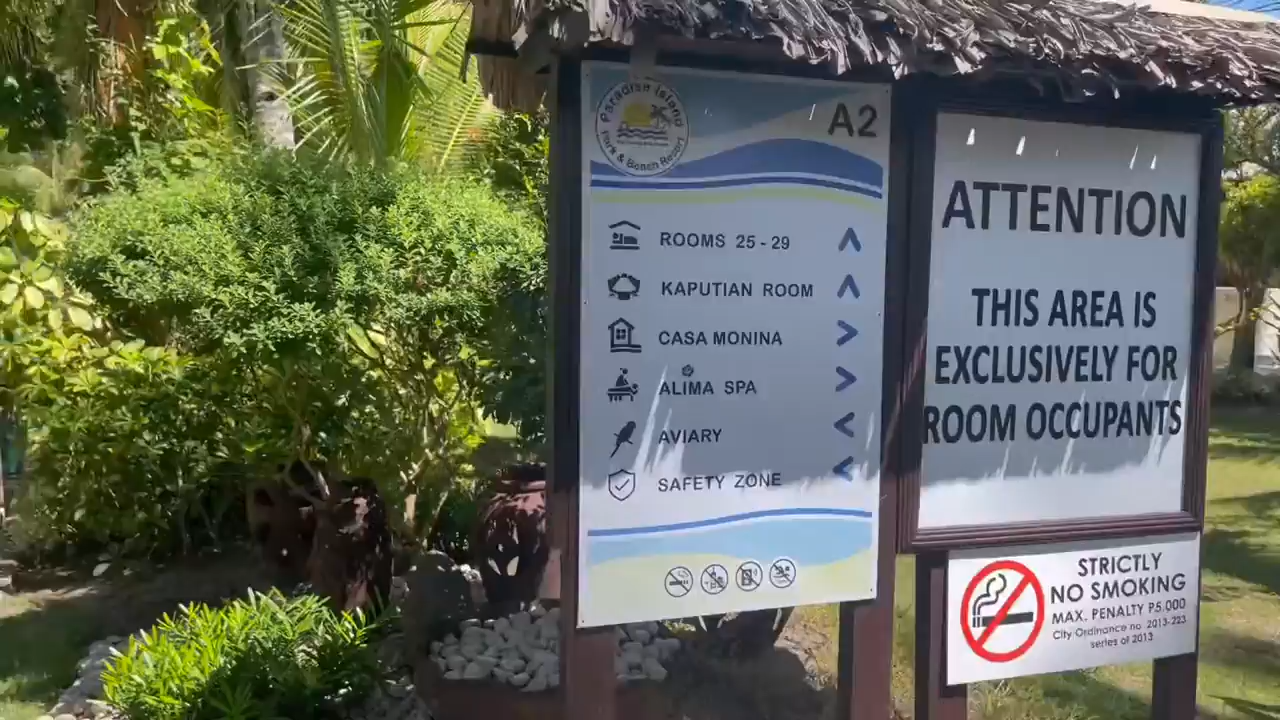 Paradise Island
Park & Beach Resort
A2
ROOMS 25 - 29
KAPUTIAN ROOM
CASA MONINA
ALIMA SPA
AVIARY
SAFETY ZONE
ATTENTION
THIS AREA IS
EXCLUSIVELY FOR
ROOM OCCUPANTS
STRICTLY
NO SMOKING
MAX. PENALTY P5,000
City Ordinance no. 2013-223
series of 2013